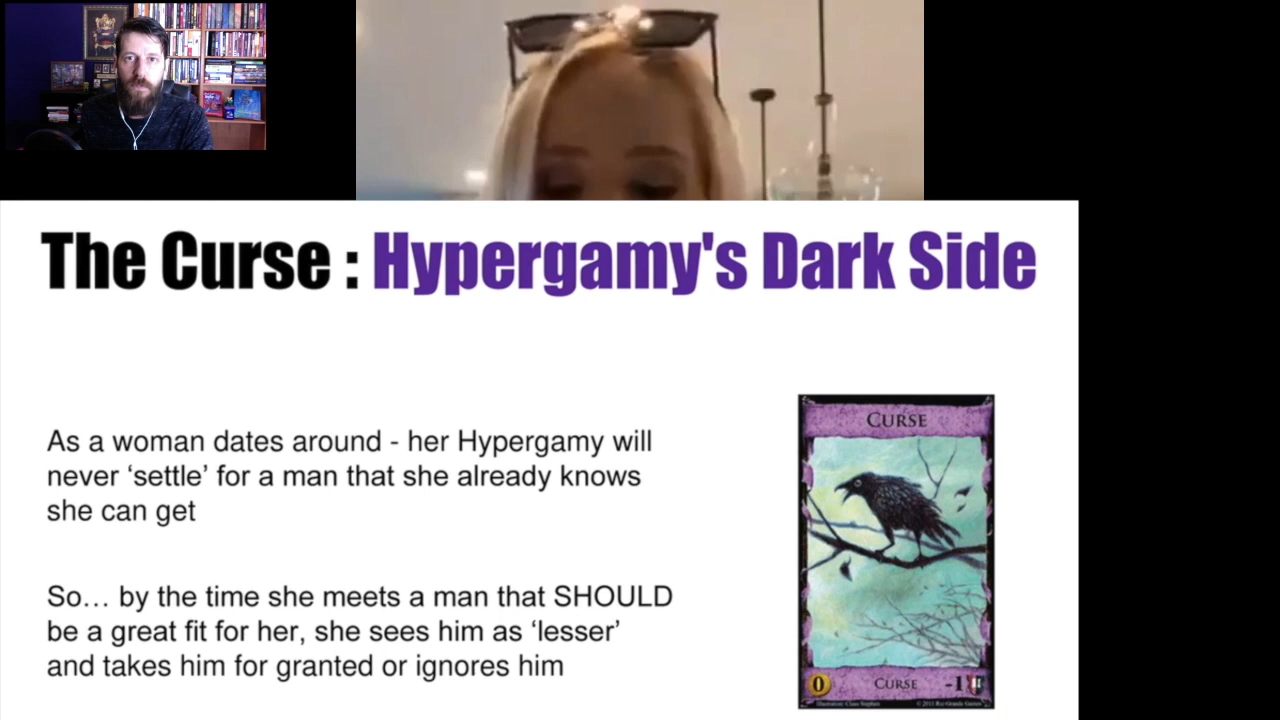 The Curse : Hypergamy's Dark Side
As a woman dates around - her Hypergamy will
never ‘settle’ for a man that she already knows
she can get
So… by the time she meets a man that SHOULD
be a great fit for her, she sees him as ‘lesser’
and takes him for granted or ignores him
CURSE
0 CURSE -1